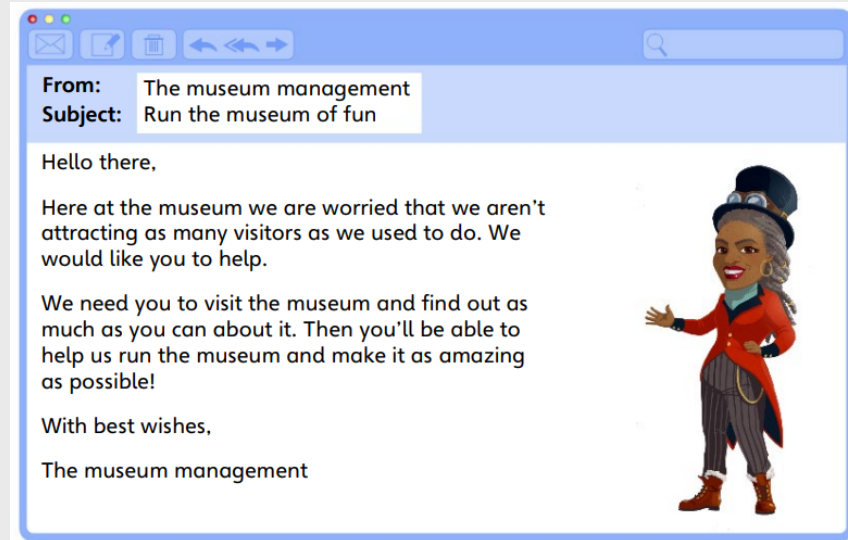 From: The museum management
Subject: Run the museum of fun
Hello there,
Here at the museum we are worried that we aren’t
attracting as many visitors as we used to do. We
would like you to help.
We need you to visit the museum and find out as
much as you can about it. Then you’ll be able to
help us run the museum and make it as amazing
as possible!
With best wishes,
The museum management